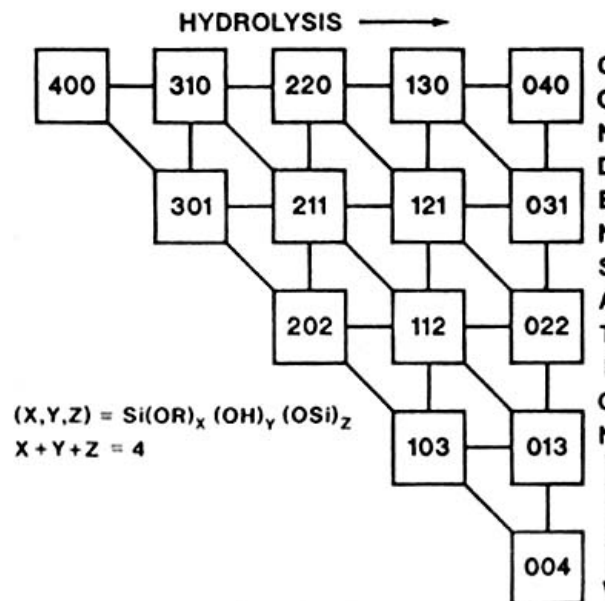 HYDROLYSIS
400 310 220 130 040
301 211 121 031
202 112 022
(X,Y,Z) = Si(OR)X (OH)Y (OSi)Z
X+Y+Z = 4
103 013
004
CONDENSATION